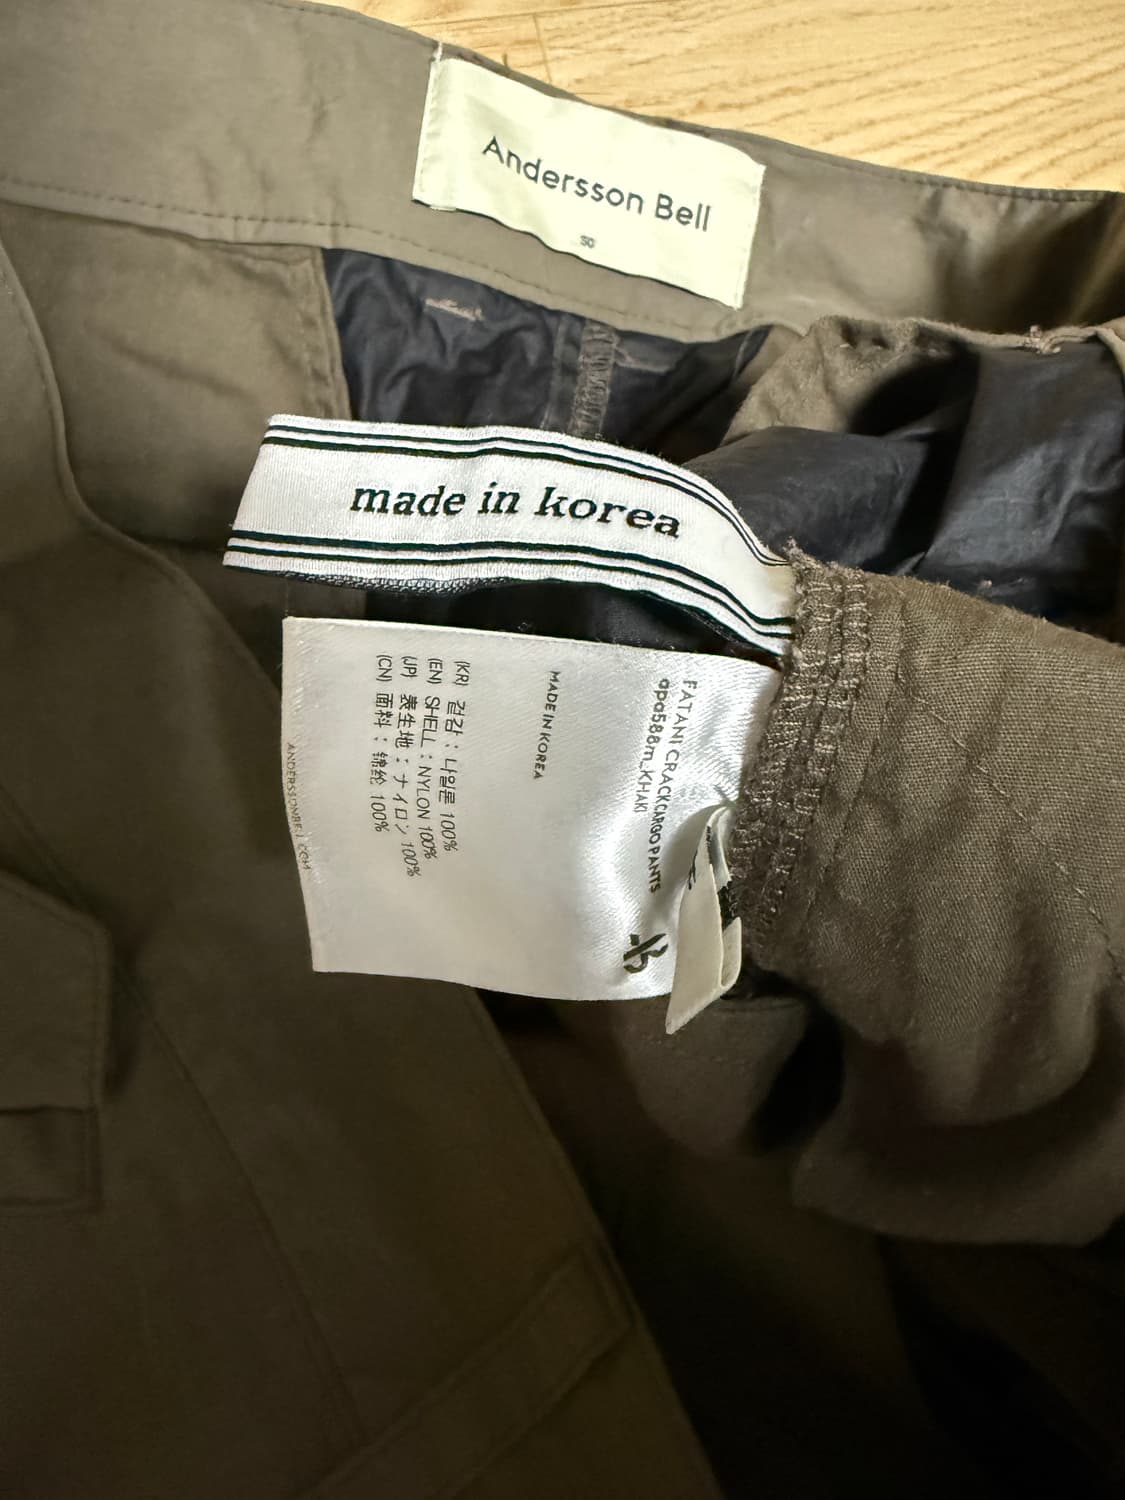 Andersson Bell
50
made in korea
FATANI CRACK CARGO PANTS
apa588m_KHAKI
MADE IN KOREA
(KR) 겉감 : 나일론 100%
(EN) SHELL : NYLON 100%
(JP) 表生地 : ナイロン 100%
(CN) 面料 : 锦纶 100%
ANDERSSONBELL.COM